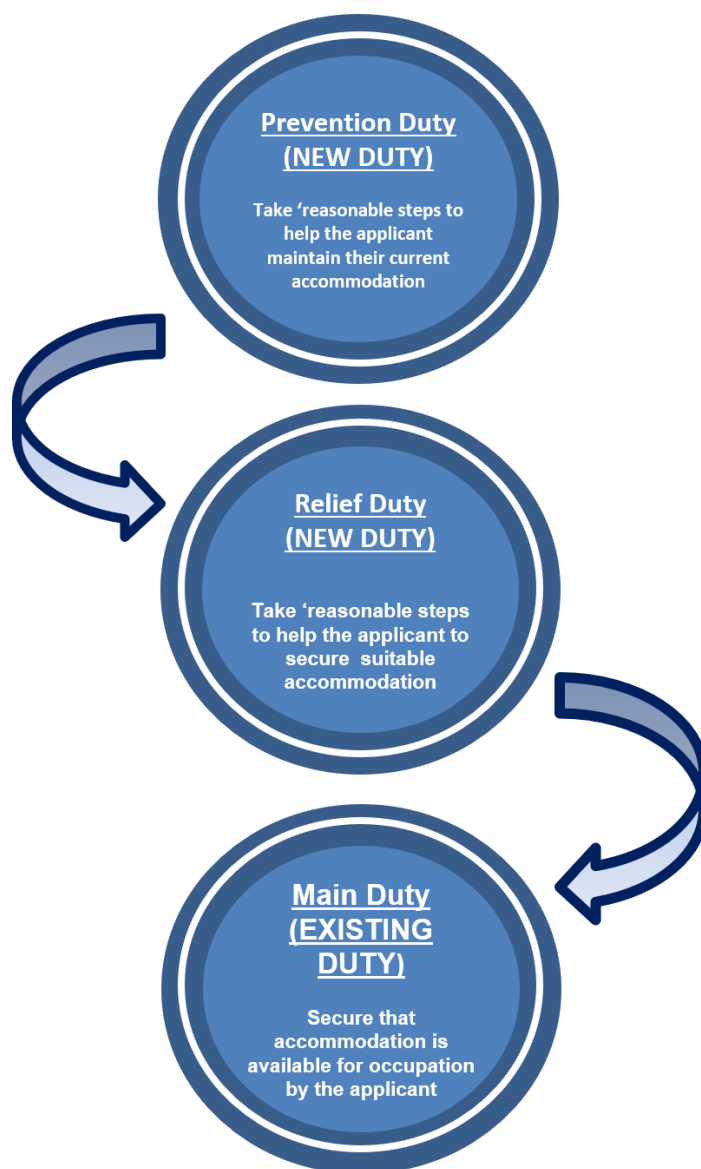 Prevention Duty
(NEW DUTY)
Take ‘reasonable steps to
help the applicant
maintain their current
accommodation
Relief Duty
(NEW DUTY)
Take ‘reasonable steps
to help the applicant to
secure  suitable
accommodation
Main Duty
(EXISTING
DUTY)
Secure that
accommodation is
available for occupation
by the applicant